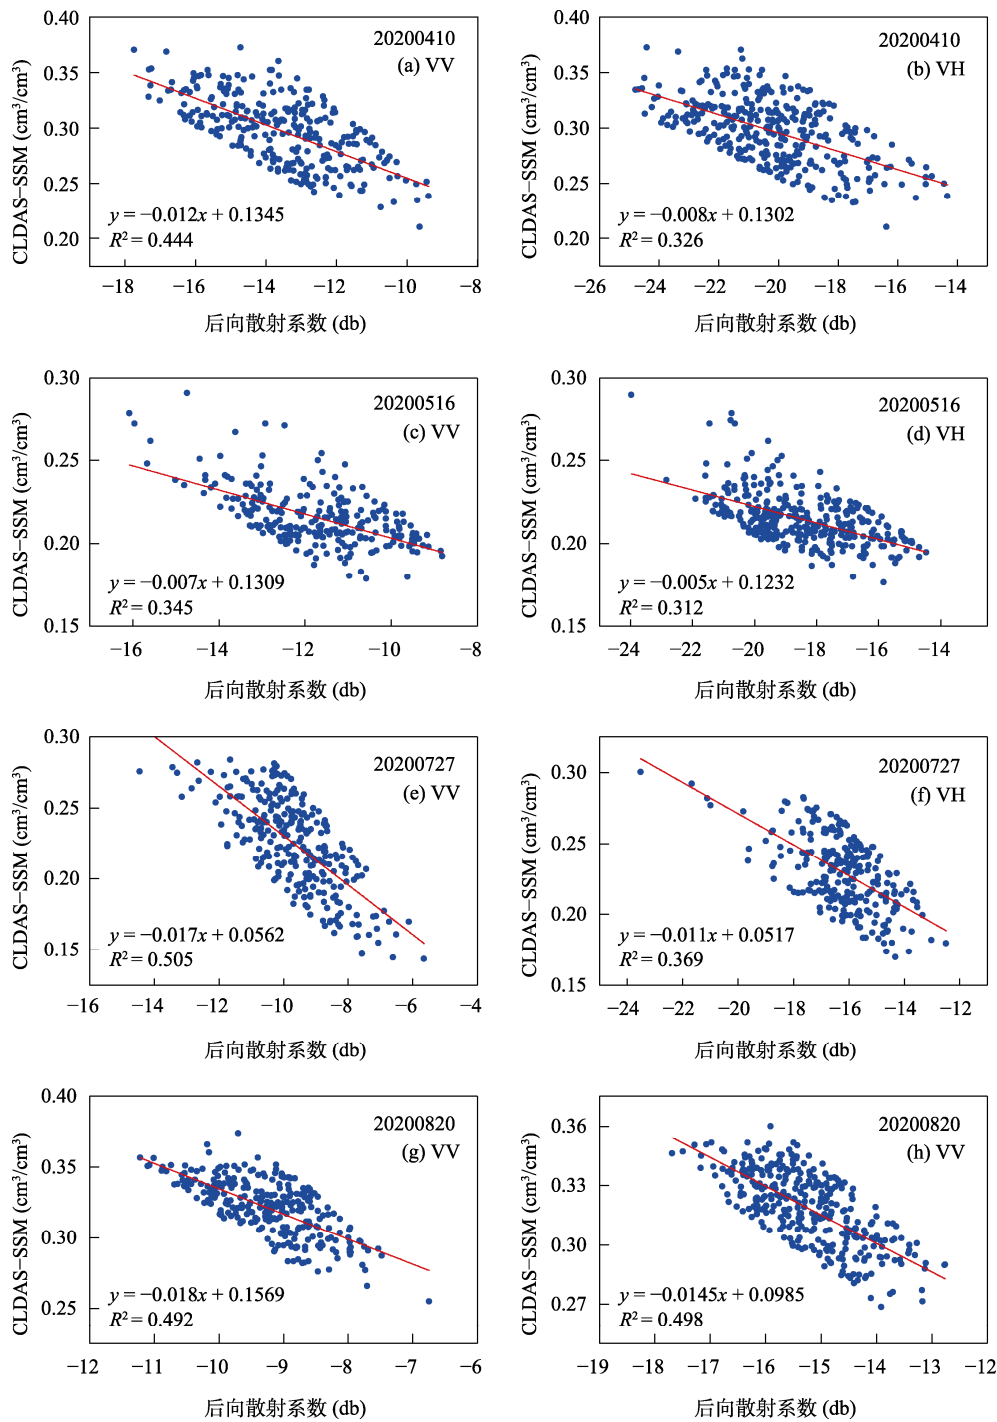 0.40
0.35
0.30
0.25
0.20
CLDAS−SSM (cm³/cm³)
20200410
(a) VV
y = −0.012x + 0.1345
R² = 0.444
−18 −16 −14 −12 −10 −8
后向散射系数 (db)
0.40
0.35
0.30
0.25
0.20
CLDAS−SSM (cm³/cm³)
20200410
(b) VH
y = −0.008x + 0.1302
R² = 0.326
−26 −24 −22 −20 −18 −16 −14
后向散射系数 (db)
0.30
0.25
0.20
0.15
CLDAS−SSM (cm³/cm³)
20200516
(c) VV
y = −0.007x + 0.1309
R² = 0.345
−16 −14 −12 −10 −8
后向散射系数 (db)
0.30
0.25
0.20
0.15
CLDAS−SSM (cm³/cm³)
20200516
(d) VH
y = −0.005x + 0.1232
R² = 0.312
−24 −22 −20 −18 −16 −14
后向散射系数 (db)
0.30
0.25
0.20
0.15
CLDAS−SSM (cm³/cm³)
20200727
(e) VV
y = −0.017x + 0.0562
R² = 0.505
−16 −14 −12 −10 −8 −6 −4
后向散射系数 (db)
0.30
0.25
0.20
0.15
CLDAS−SSM (cm³/cm³)
20200727
(f) VH
y = −0.011x + 0.0517
R² = 0.369
−24 −22 −20 −18 −16 −14 −12
后向散射系数 (db)
0.40
0.35
0.30
0.25
CLDAS−SSM (cm³/cm³)
20200820
(g) VV
y = −0.018x + 0.1569
R² = 0.492
−12 −11 −10 −9 −8 −7 −6
后向散射系数 (db)
0.36
0.33
0.30
0.27
CLDAS−SSM (cm³/cm³)
20200820
(h) VV
y = −0.0145x + 0.0985
R² = 0.498
−19 −18 −17 −16 −15 −14 −13 −12
后向散射系数 (db)